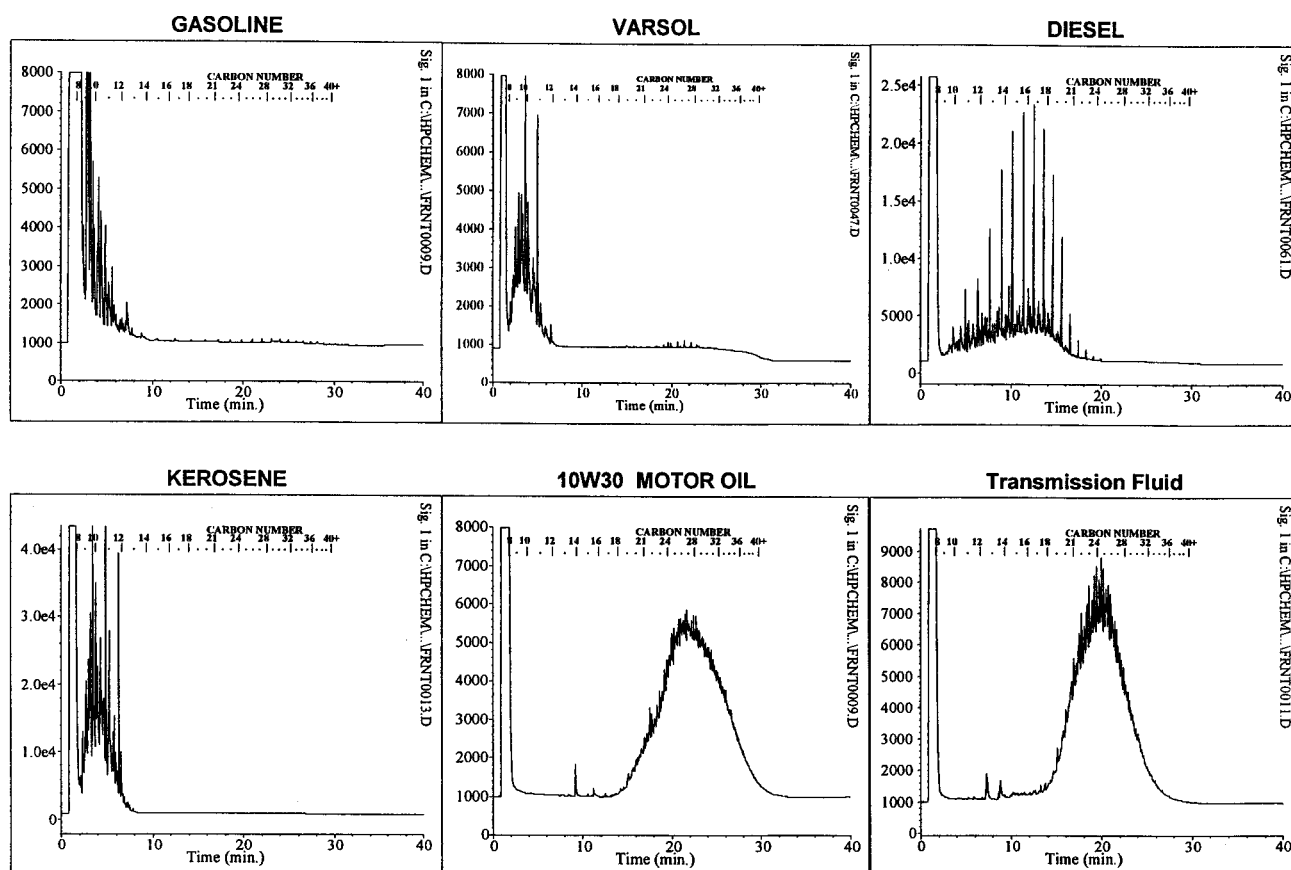 GASOLINE
CARBON NUMBER
8 10 12 14 16 18 21 24 28 32 36 40+
8000
7000
6000
5000
4000
3000
2000
1000
0
0 10 20 30 40
Time (min.)
Sig. 1 in C:\HPCHEM\...\FRNT0009.D
VARSOL
CARBON NUMBER
8 10 12 14 16 18 21 24 28 32 36 40+
8000
7000
6000
5000
4000
3000
2000
1000
0
0 10 20 30 40
Time (min.)
Sig. 1 in C:\HPCHEM\...\FRNT0047.D
DIESEL
CARBON NUMBER
8 10 12 14 16 18 21 24 28 32 36 40+
2.5e4
2.0e4
1.5e4
1.0e4
5000
0
0 10 20 30 40
Time (min.)
Sig. 1 in C:\HPCHEM\...\FRNT0061.D
KEROSENE
CARBON NUMBER
8 10 12 14 16 18 21 24 28 32 36 40+
4.0e4
3.0e4
2.0e4
1.0e4
0
0 10 20 30 40
Time (min.)
Sig. 1 in C:\HPCHEM\...\FRNT0013.D
10W30 MOTOR OIL
CARBON NUMBER
8 10 12 14 16 18 21 24 28 32 36 40+
8000
7000
6000
5000
4000
3000
2000
1000
0
0 10 20 30 40
Time (min.)
Sig. 1 in C:\HPCHEM\...\FRNT0009.D
Transmission Fluid
CARBON NUMBER
8 10 12 14 16 18 21 24 28 32 36 40+
9000
8000
7000
6000
5000
4000
3000
2000
1000
0
0 10 20 30 40
Time (min.)
Sig. 1 in C:\HPCHEM\...\FRNT0011.D